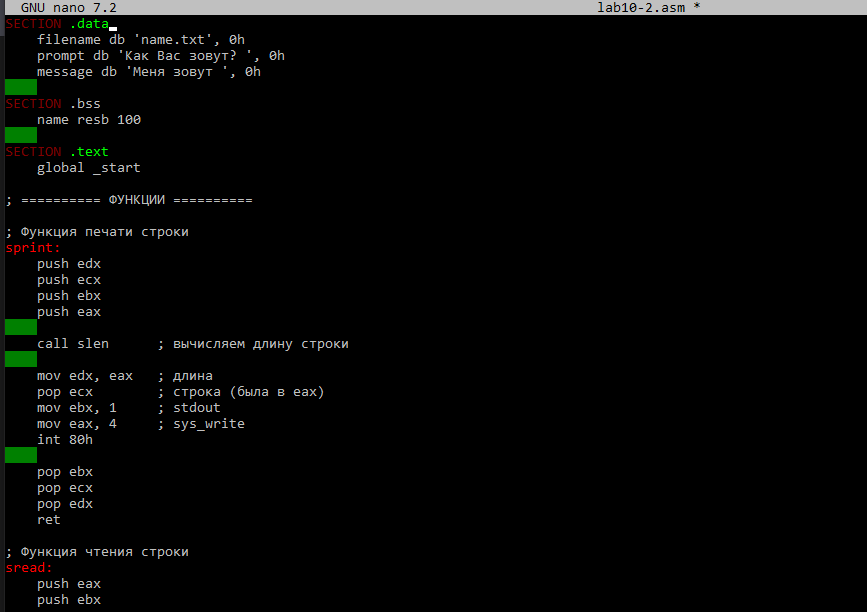 GNU nano 7.2 lab10-2.asm *
SECTION .data
filename db 'name.txt', 0h
prompt db 'Как Вас зовут? ', 0h
message db 'Меня зовут ', 0h
SECTION .bss
name resb 100
SECTION .text
global _start
; ========== ФУНКЦИИ ==========
; Функция печати строки
sprint:
push edx
push ecx
push ebx
push eax
call slen ; вычисляем длину строки
mov edx, eax ; длина
pop ecx ; строка (была в eax)
mov ebx, 1 ; stdout
mov eax, 4 ; sys_write
int 80h
pop ebx
pop ecx
pop edx
ret
; Функция чтения строки
sread:
push eax
push ebx